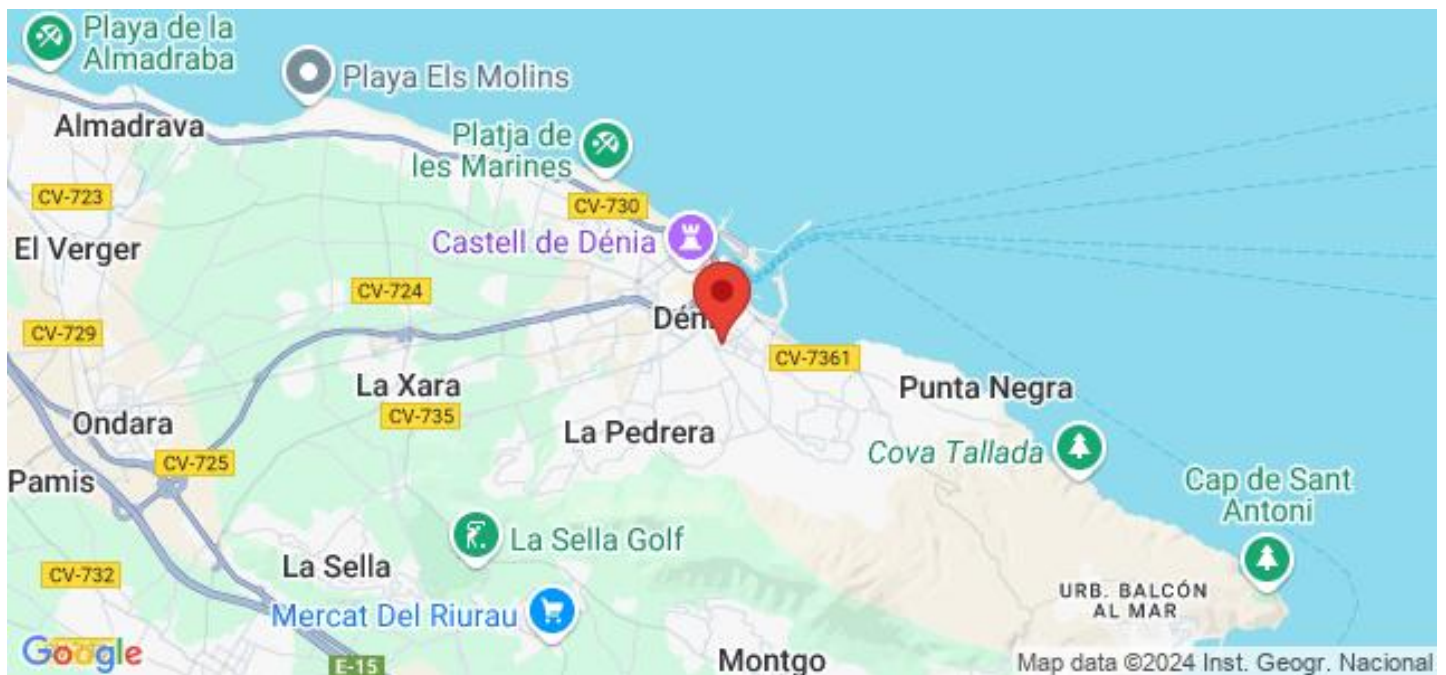 Playa de la
Almadraba
Playa Els Molins
Almadrava
Platja de
les Marines
CV-723
CV-730
El Verger
Castell de Dénia
CV-724
CV-729
CV-7361
La Xara
Punta Negra
CV-735
Ondara
La Pedrera
Cova Tallada
CV-725
Pamis
Cap de Sant
Antoni
La Sella Golf
La Sella
CV-732
URB. BALCÓN
AL MAR
Mercat Del Riurau
Google
E-15
Montgo
Map data ©2024 Inst. Geogr. Nacional